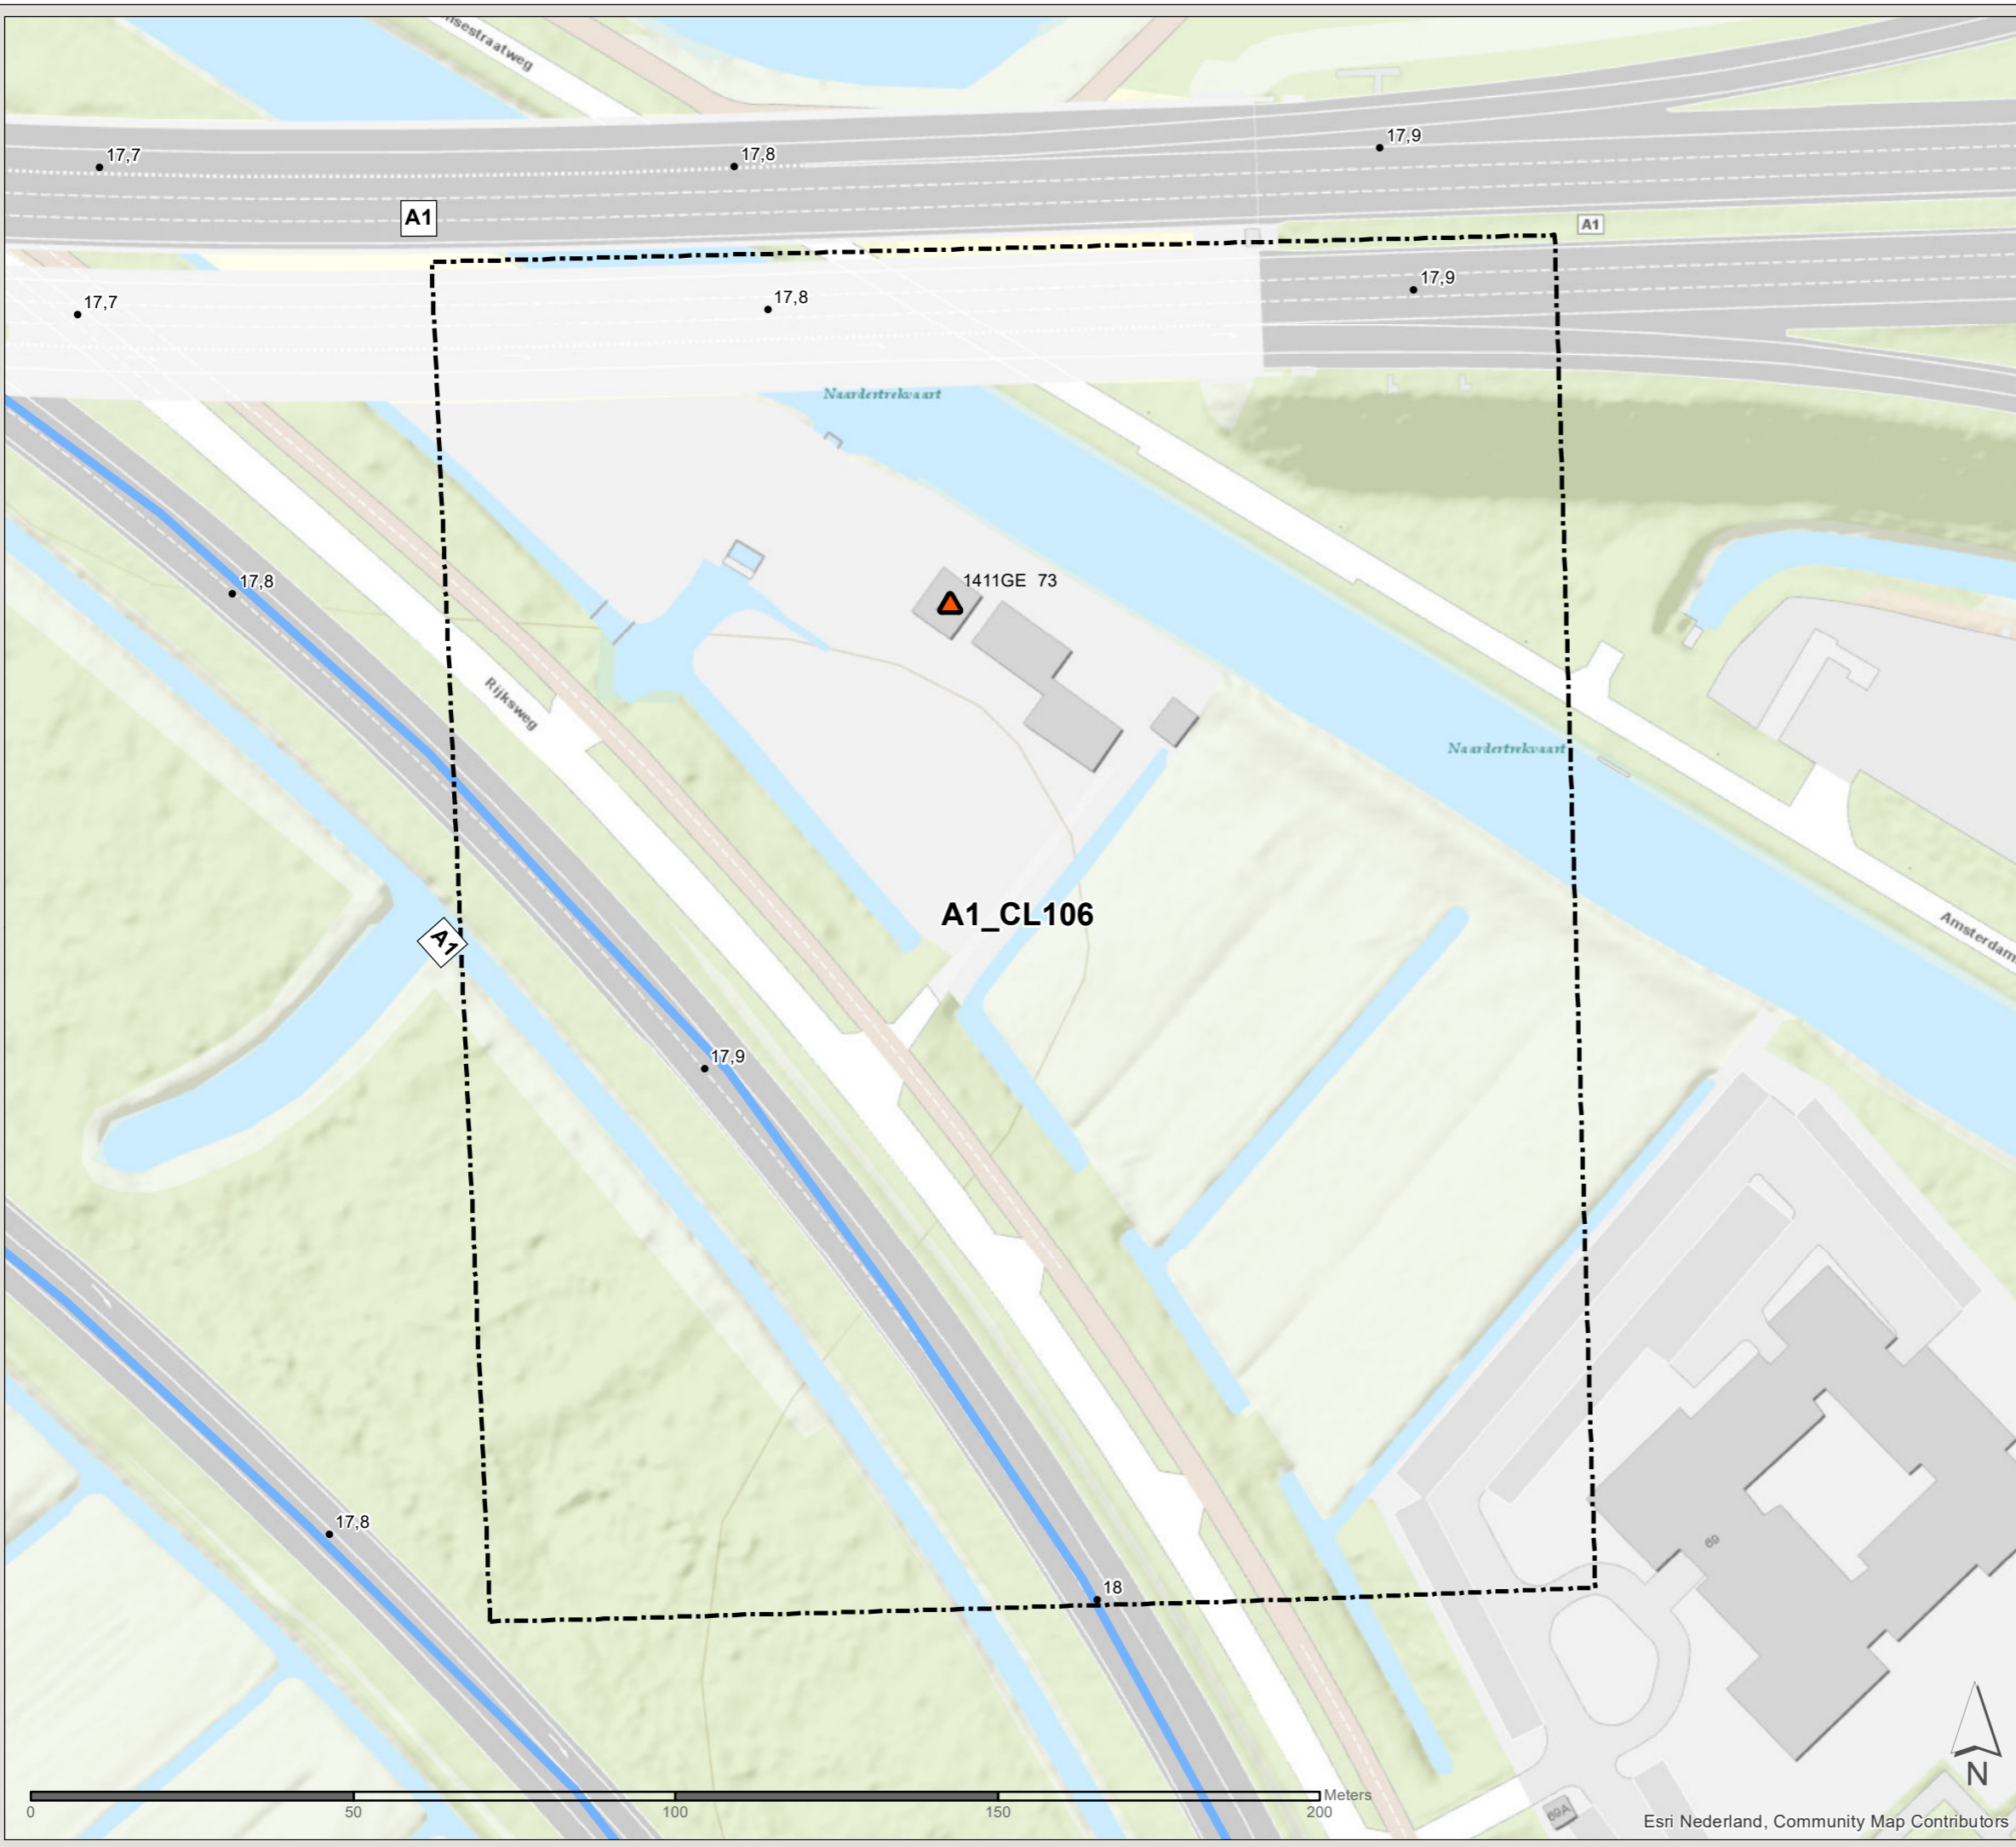 nsestraatweg
17,7
17,8
17,9
A1
A1
17,7
17,8
17,9
Naardertrekvaart
17,8
1411GE 73
Rijksweg
Naardertrekvaart
A1_CL106
A1
Amsterdam
17,9
17,8
69
18
N
Meters
0
50
100
150
200
69A
Esri Nederland, Community Map Contributors